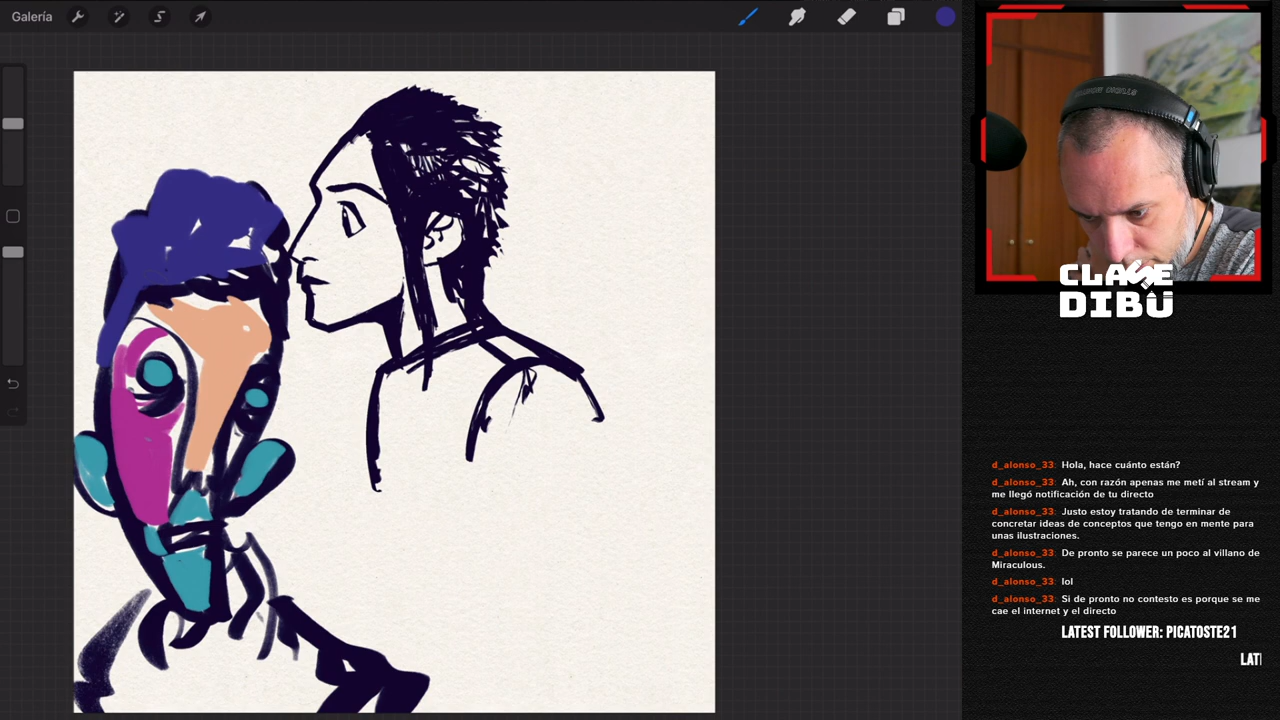 Galería
CLASE
DIBÜ
d_alonso_33: Hola, hace cuánto están?
d_alonso_33: Ah, con razón apenas me metí al stream y
me llegó notificación de tu directo
d_alonso_33: Justo estoy tratando de terminar de
concretar ideas de conceptos que tengo en mente para
unas ilustraciones.
d_alonso_33: De pronto se parece un poco al villano de
Miraculous.
d_alonso_33: lol
d_alonso_33: Si de pronto no contesto es porque se me
cae el internet y el directo
LATEST FOLLOWER: PICATOSTE21
LATE